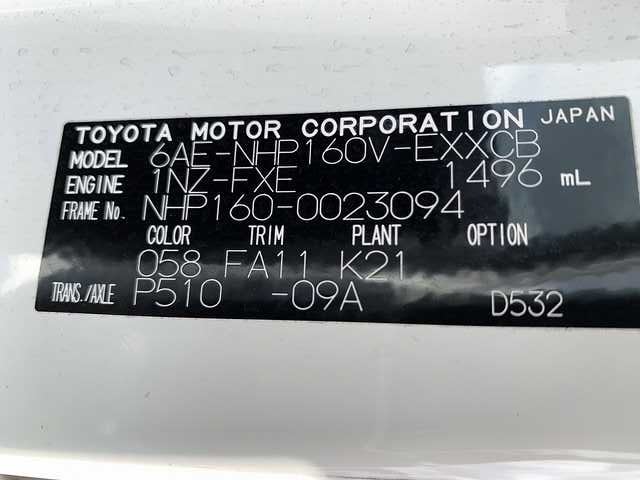 TOYOTA MOTOR CORPORATION JAPAN
MODEL 6AE-NHP160V-EXXCB
ENGINE 1NZ-FXE 1496 mL
FRAME No. NHP160-0023094
COLOR TRIM PLANT OPTION
058 FA11 K21
TRANS./AXLE P510 -09A D532